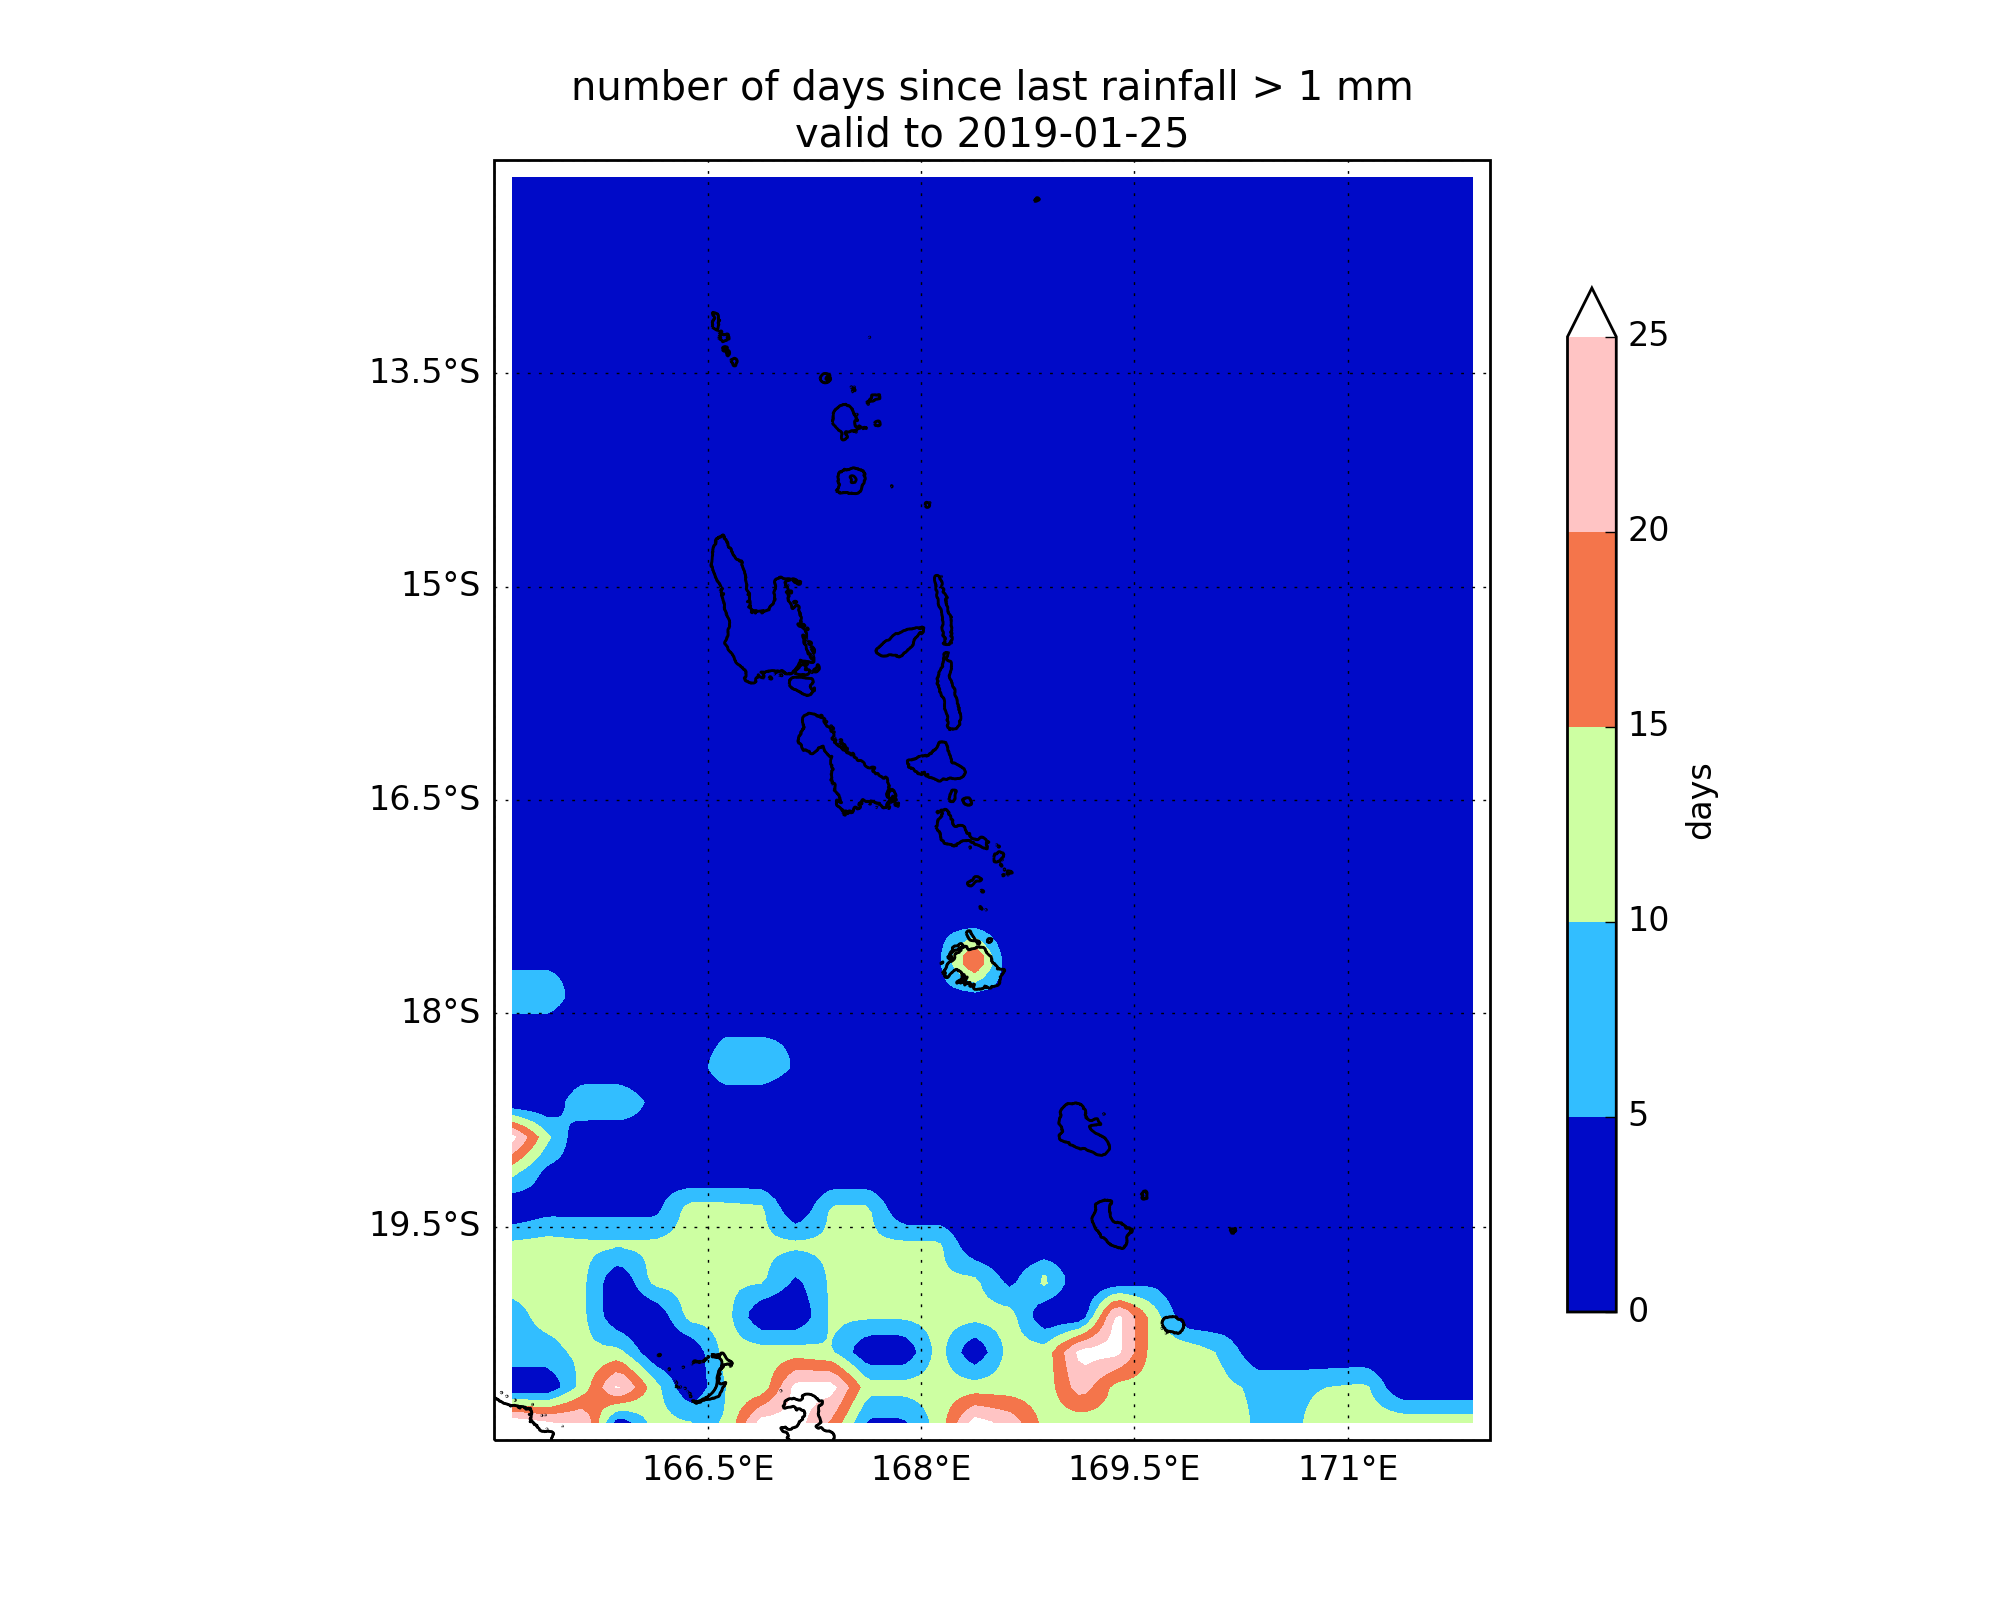 number of days since last rainfall > 1 mm
valid to 2019-01-25
13.5°S
15°S
16.5°S
18°S
19.5°S
166.5°E
168°E
169.5°E
171°E
25
20
15
10
5
0
days